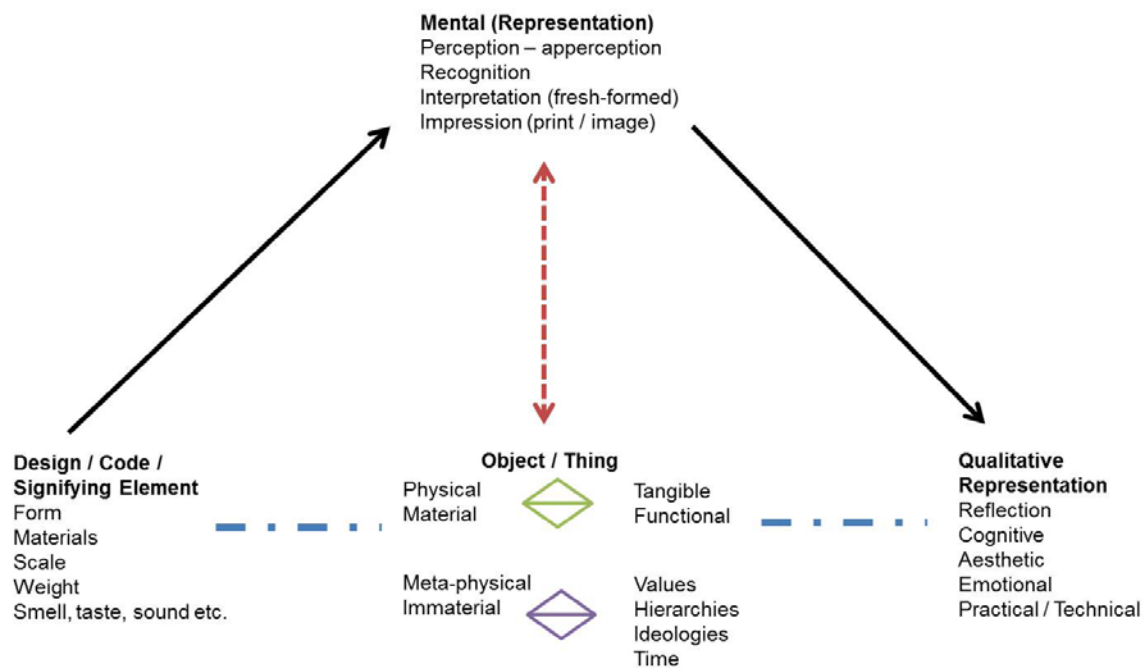 Mental (Representation)
Perception – apperception
Recognition
Interpretation (fresh-formed)
Impression (print / image)
Design / Code /
Signifying Element
Form
Materials
Scale
Weight
Smell, taste, sound etc.
Object / Thing
Physical
Material
Tangible
Functional
Meta-physical
Immaterial
Values
Hierarchies
Ideologies
Time
Qualitative
Representation
Reflection
Cognitive
Aesthetic
Emotional
Practical / Technical